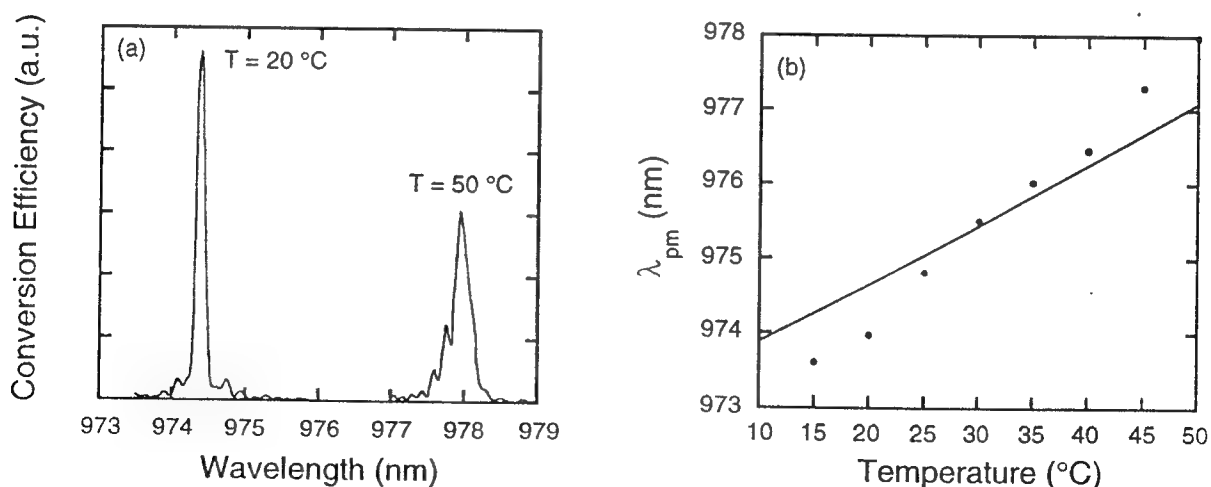 (a)
T = 20 °C
T = 50 °C
Conversion Efficiency (a.u.)
973 974 975 976 977 978 979
Wavelength (nm)
(b)
978
977
976
975
974
973
λpm (nm)
10 15 20 25 30 35 40 45 50
Temperature (°C)